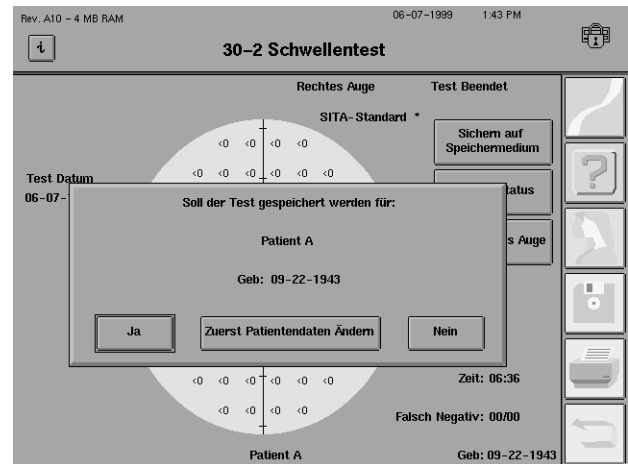 Rev. A10 – 4 MB RAM
06–07–1999 1:43 PM
i
30–2 Schwellentest
Rechtes Auge
Test Beendet
SITA–Standard *
Sichern auf
Speichermedium
<0 <0 <0 <0
<0 <0 <0 <0 <0 <0
Test Datum
06–07–
tatus
s Auge
Soll der Test gespeichert werden für:
Patient A
Geb: 09–22–1943
Ja
Zuerst Patientendaten Ändern
Nein
<0 <0 <0 <0 <0 <0
Zeit: 06:36
<0 <0 <0 <0
Falsch Negativ: 00/00
Patient A
Geb: 09–22–1943